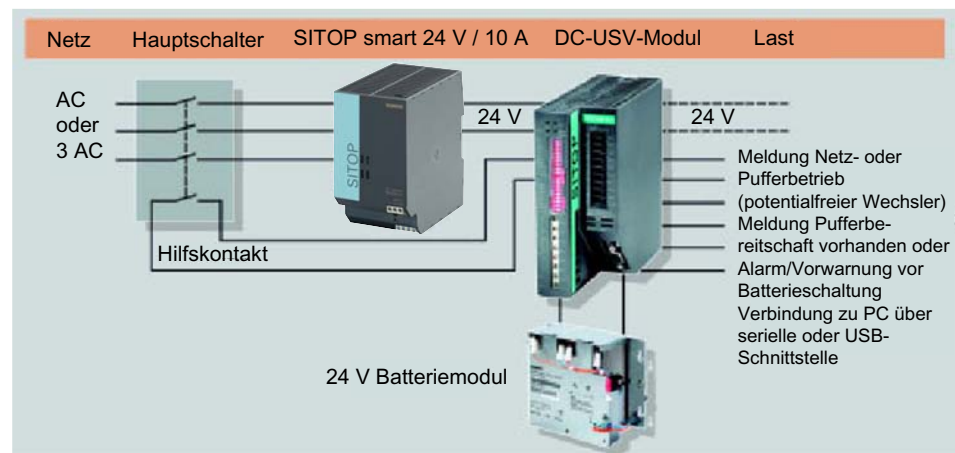 Netz Hauptschalter SITOP smart 24 V / 10 A DC-USV-Modul Last
AC
oder
3 AC
SITOP
24 V
24 V
Hilfskontakt
24 V Batteriemodul
Meldung Netz- oder
Pufferbetrieb
(potentialfreier Wechsler)
Meldung Pufferbe-
reitschaft vorhanden oder
Alarm/Vorwarnung vor
Batterieschaltung
Verbindung zu PC über
serielle oder USB-
Schnittstelle